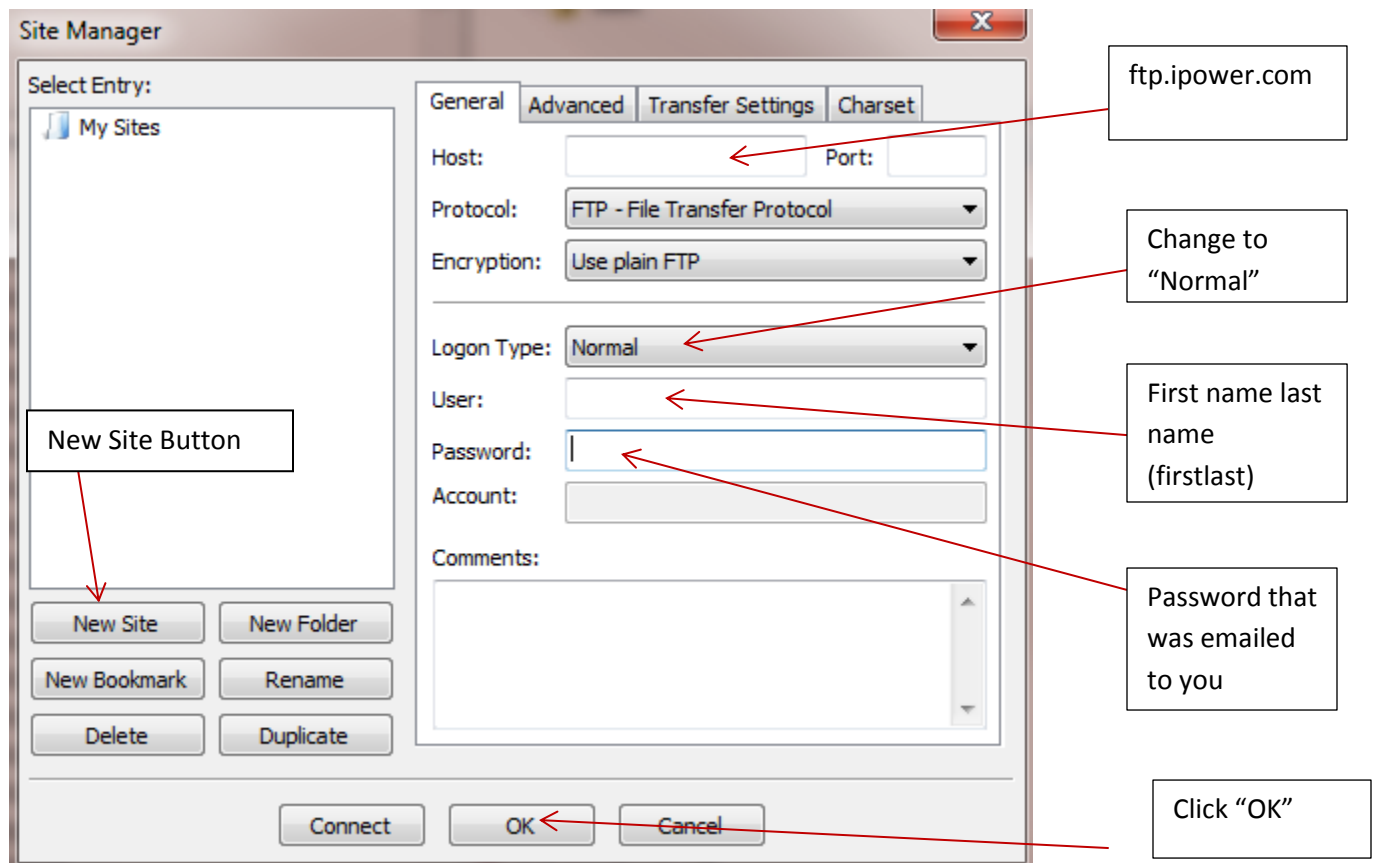 Site Manager
Select Entry:
My Sites
New Site Button
New Site
New Folder
New Bookmark
Rename
Delete
Duplicate
General
Advanced
Transfer Settings
Charset
Host:
Port:
Protocol:
FTP - File Transfer Protocol
Encryption:
Use plain FTP
Logon Type:
Normal
User:
Password:
Account:
Comments:
Connect
OK
Cancel
ftp.ipower.com
Change to
“Normal”
First name last
name
(firstlast)
Password that
was emailed
to you
Click “OK”